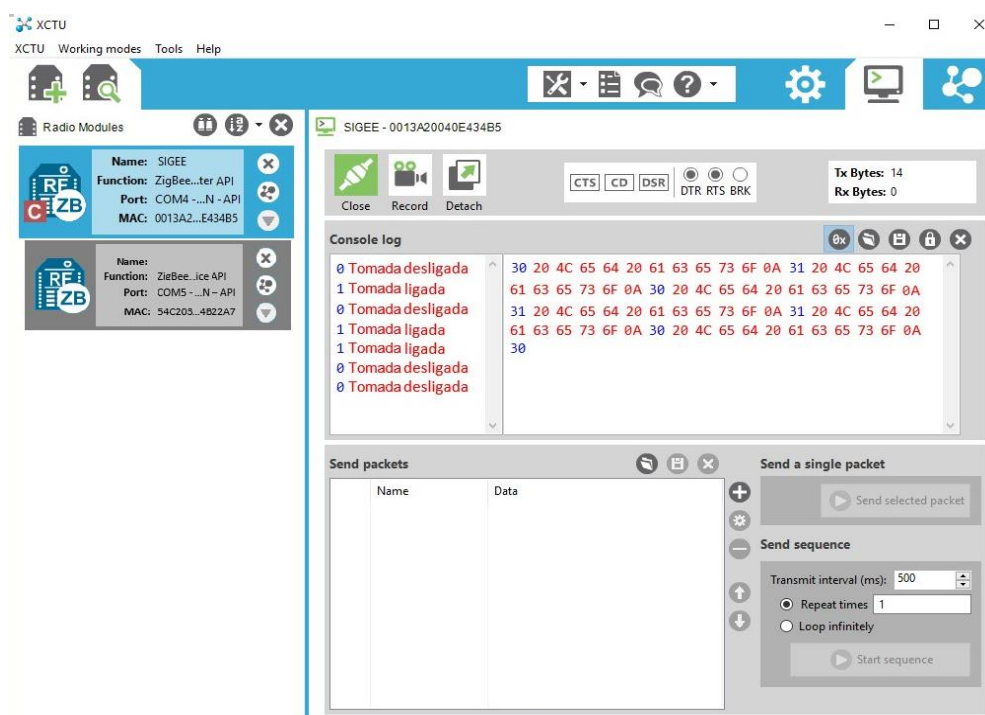 XCTU
XCTU Working modes Tools Help
Radio Modules
SIGEE - 0013A20040E434B5
Name: SIGEE
Function: ZigBee...ter API
Port: COM4 -...N - API
MAC: 0013A2...E434B5
RF
C ZB
Name:
Function: ZigBee...ice API
Port: COM5 -...N – API
MAC: 54C203...4B22A7
RF
ZB
Close Record Detach
CTS CD DSR DTR RTS BRK
Tx Bytes: 14
Rx Bytes: 0
Console log
0x
0 Tomada desligada
1 Tomada ligada
0 Tomada desligada
1 Tomada ligada
1 Tomada ligada
0 Tomada desligada
0 Tomada desligada
30 20 4C 65 64 20 61 63 65 73 6F 0A 31 20 4C 65 64 20
61 63 65 73 6F 0A 30 20 4C 65 64 20 61 63 65 73 6F 0A
31 20 4C 65 64 20 61 63 65 73 6F 0A 31 20 4C 65 64 20
61 63 65 73 6F 0A 30 20 4C 65 64 20 61 63 65 73 6F 0A
30
Send packets
Name Data
Send a single packet
Send selected packet
Send sequence
Transmit interval (ms): 500
Repeat times 1
Loop infinitely
Start sequence